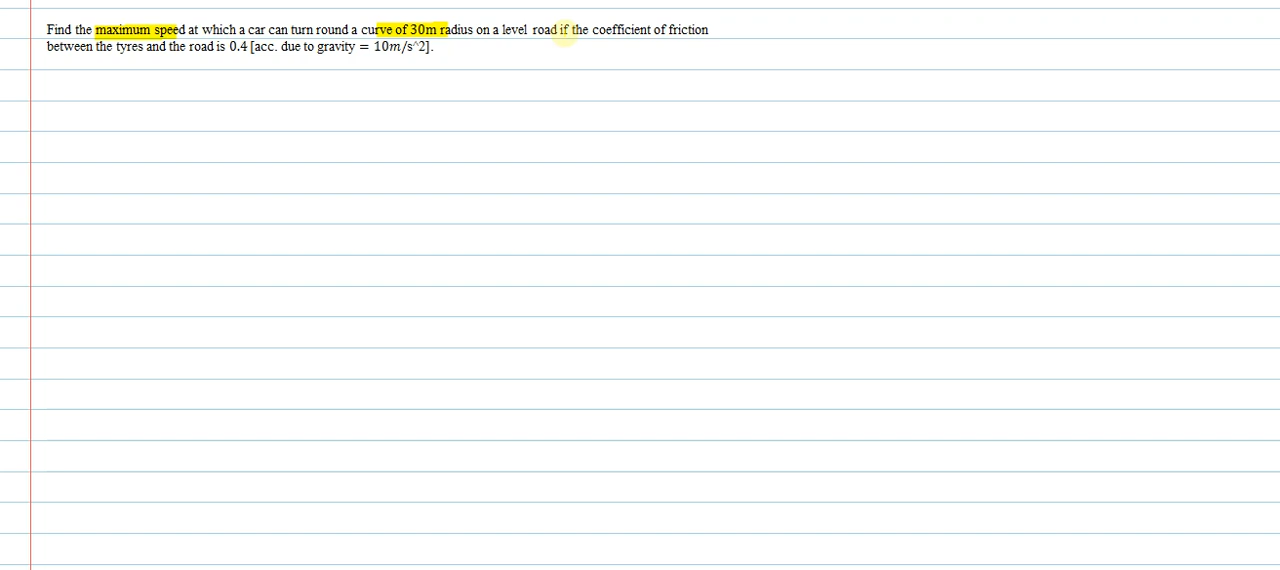 Find the maximum speed at which a car can turn round a curve of 30m radius on a level road if the coefficient of friction
between the tyres and the road is 0.4 [acc. due to gravity = 10m/s^2].